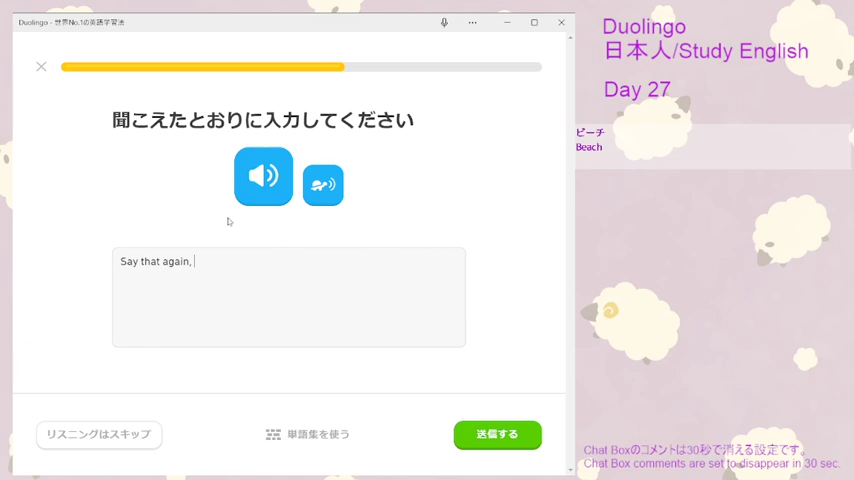 Duolingo - 世界No.1の英語学習法
聞こえたとおりに入力してください
Say that again,
リスニングはスキップ
単語集を使う
送信する
Duolingo
日本人/Study English
Day 27
ビーチ
Beach
Chat Boxのコメントは30秒で消える設定です。
Chat Box comments are set to disappear in 30 sec.